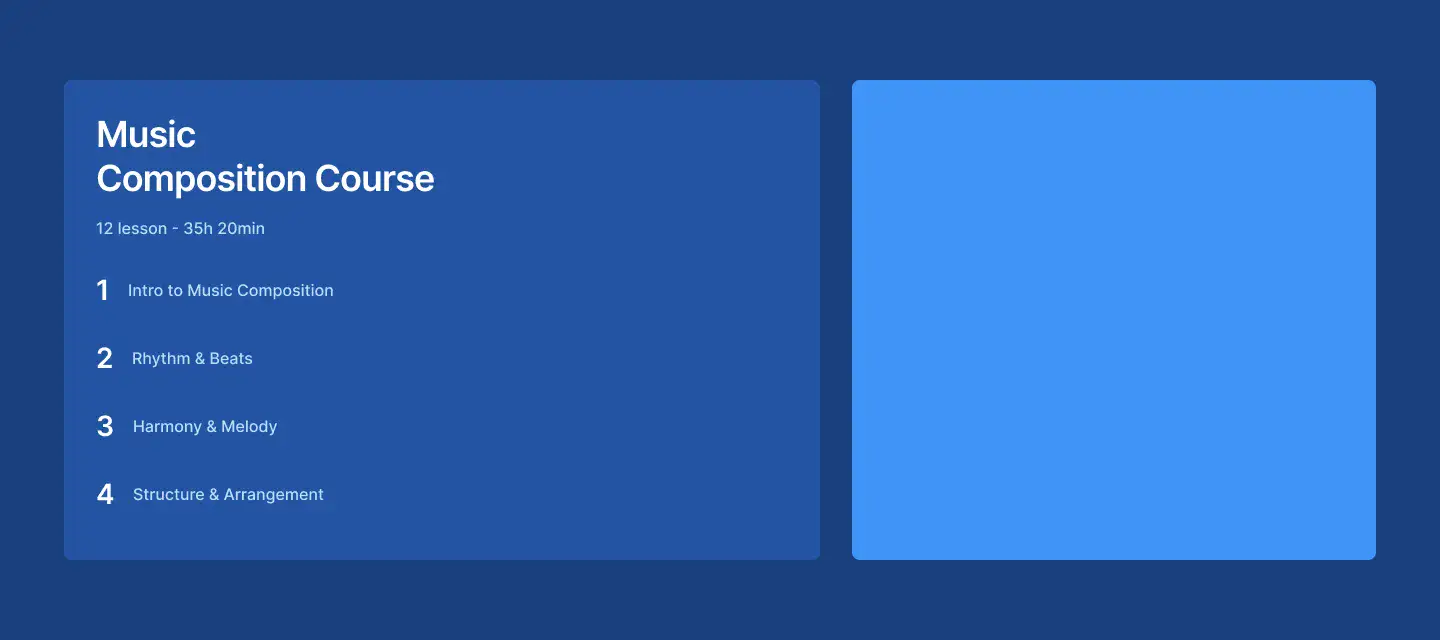 Music
Composition Course
12 lesson - 35h 20min
1 Intro to Music Composition
2 Rhythm & Beats
3 Harmony & Melody
4 Structure & Arrangement